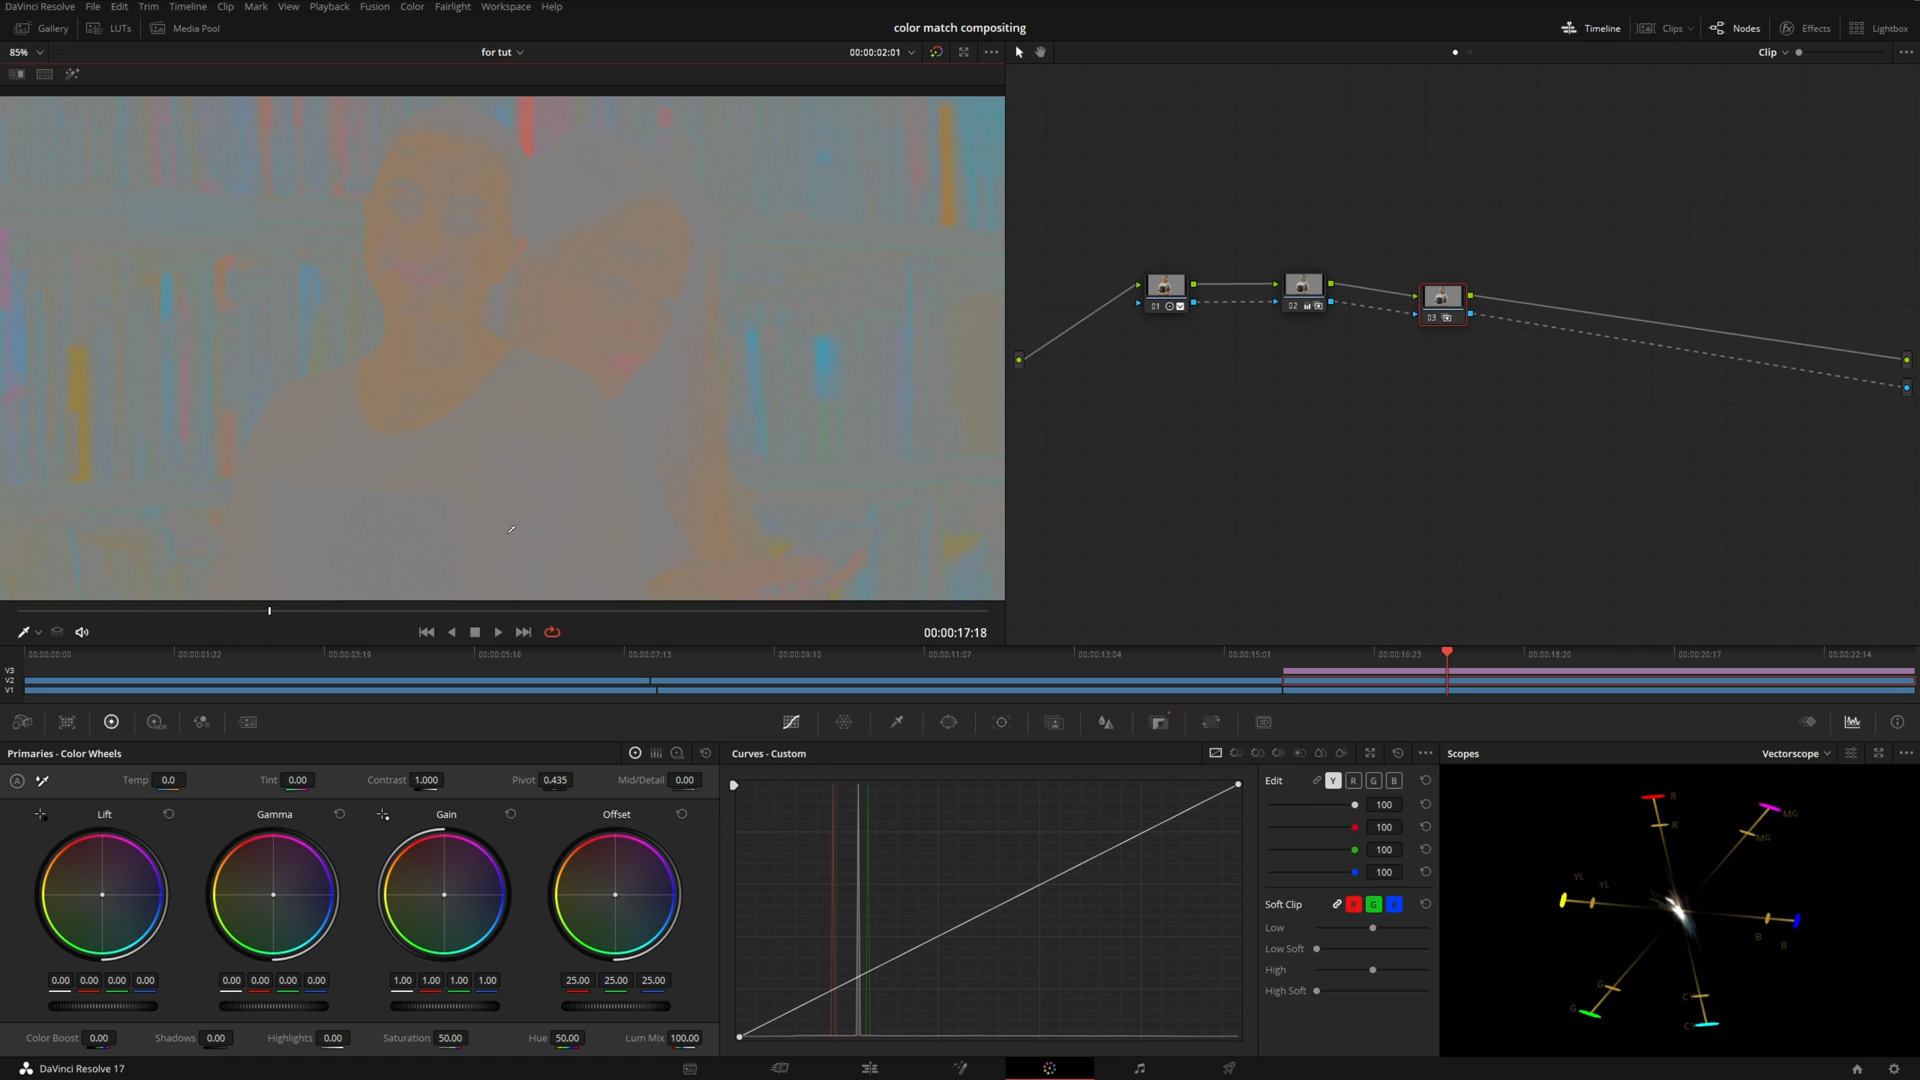 DaVinci Resolve File Edit Trim Timeline Clip Mark View Playback Fusion Color Fairlight Workspace Help
Gallery LUTs Media Pool color match compositing Timeline Clips Nodes Effects Lightbox
85% for tut 00:00:02:01 Clip
01 02 03
00:00:17:18
00:00:00:00 00:00:01:22 00:00:03:19 00:00:05:16 00:00:07:13 00:00:09:10 00:00:11:07 00:00:13:04 00:00:15:01 00:00:16:23 00:00:18:20 00:00:20:17 00:00:22:14
V3
V2
V1
HDR 3D
Primaries - Color Wheels Curves - Custom Scopes Vectorscope
A Temp 0.0 Tint 0.00 Contrast 1.000 Pivot 0.435 Mid/Detail 0.00 Edit Y R G B
Lift Gamma Gain Offset
100
100
100
100
Soft Clip R G B
Low
Low Soft
High
High Soft
R MG
R MG
YL YL
B B
G CY
G CY
0.00 0.00 0.00 0.00 0.00 0.00 0.00 0.00 1.00 1.00 1.00 1.00 25.00 25.00 25.00
Color Boost 0.00 Shadows 0.00 Highlights 0.00 Saturation 50.00 Hue 50.00 Lum Mix 100.00
DaVinci Resolve 17